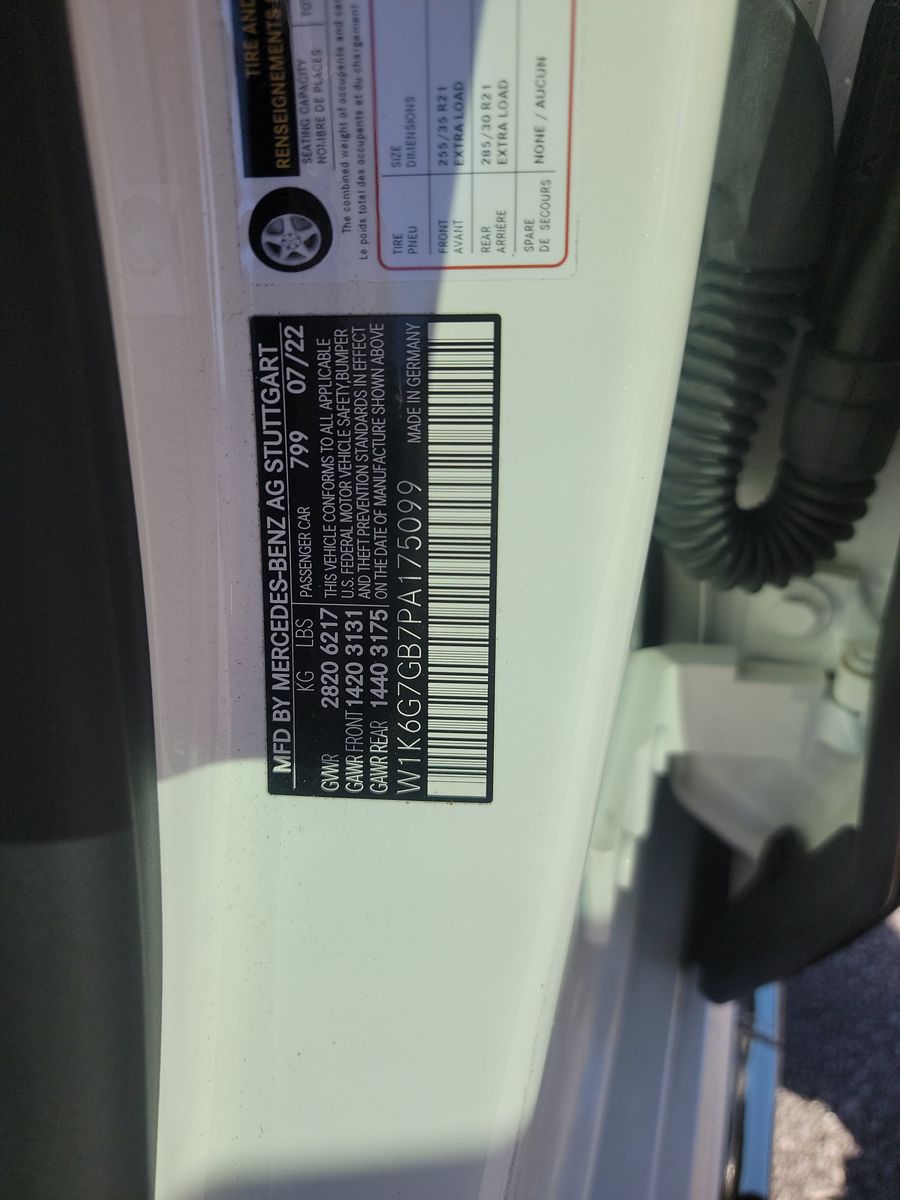 TIRE AND
RENSEIGNEMENTS
SEATING CAPACITY
NOMBRE DE PLACES
The combined weight of occupants and
Le poids total des occupants et du chargement
TIRE SIZE
PNEU DIMENSIONS
FRONT 255/35 R21
AVANT EXTRA LOAD
REAR 285/30 R21
ARRIÈRE EXTRA LOAD
SPARE NONE / AUCUN
DE SECOURS
MFD BY MERCEDES-BENZ AG STUTTGART
KG LBS PASSENGER CAR 799 07/22
GVWR 2820 6217 THIS VEHICLE CONFORMS TO ALL APPLICABLE
GAWR FRONT 1420 3131 U.S. FEDERAL MOTOR VEHICLE SAFETY,BUMPER
AND THEFT PREVENTION STANDARDS IN EFFECT
GAWR REAR 1440 3175 ON THE DATE OF MANUFACTURE SHOWN ABOVE
W1K6G7GB7PA175099 MADE IN GERMANY